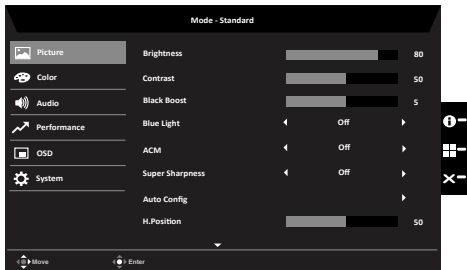 Mode - Standard
Picture
Color
Audio
Performance
OSD
System
Brightness 80
Contrast 50
Black Boost 5
Blue Light Off
ACM Off
Super Sharpness Off
Auto Config
H.Position 50
Move
Enter